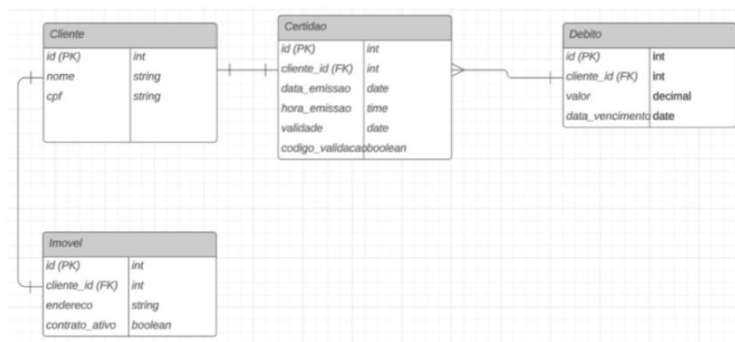 Cliente
id (PK) int
nome string
cpf string
Certidao
id (PK) int
cliente_id (FK) int
data_emissao date
hora_emissao time
validade date
codigo_validacao boolean
Debito
id (PK) int
cliente_id (FK) int
valor decimal
data_vencimento date
Imovel
id (PK) int
cliente_id (FK) int
endereco string
contrato_ativo boolean